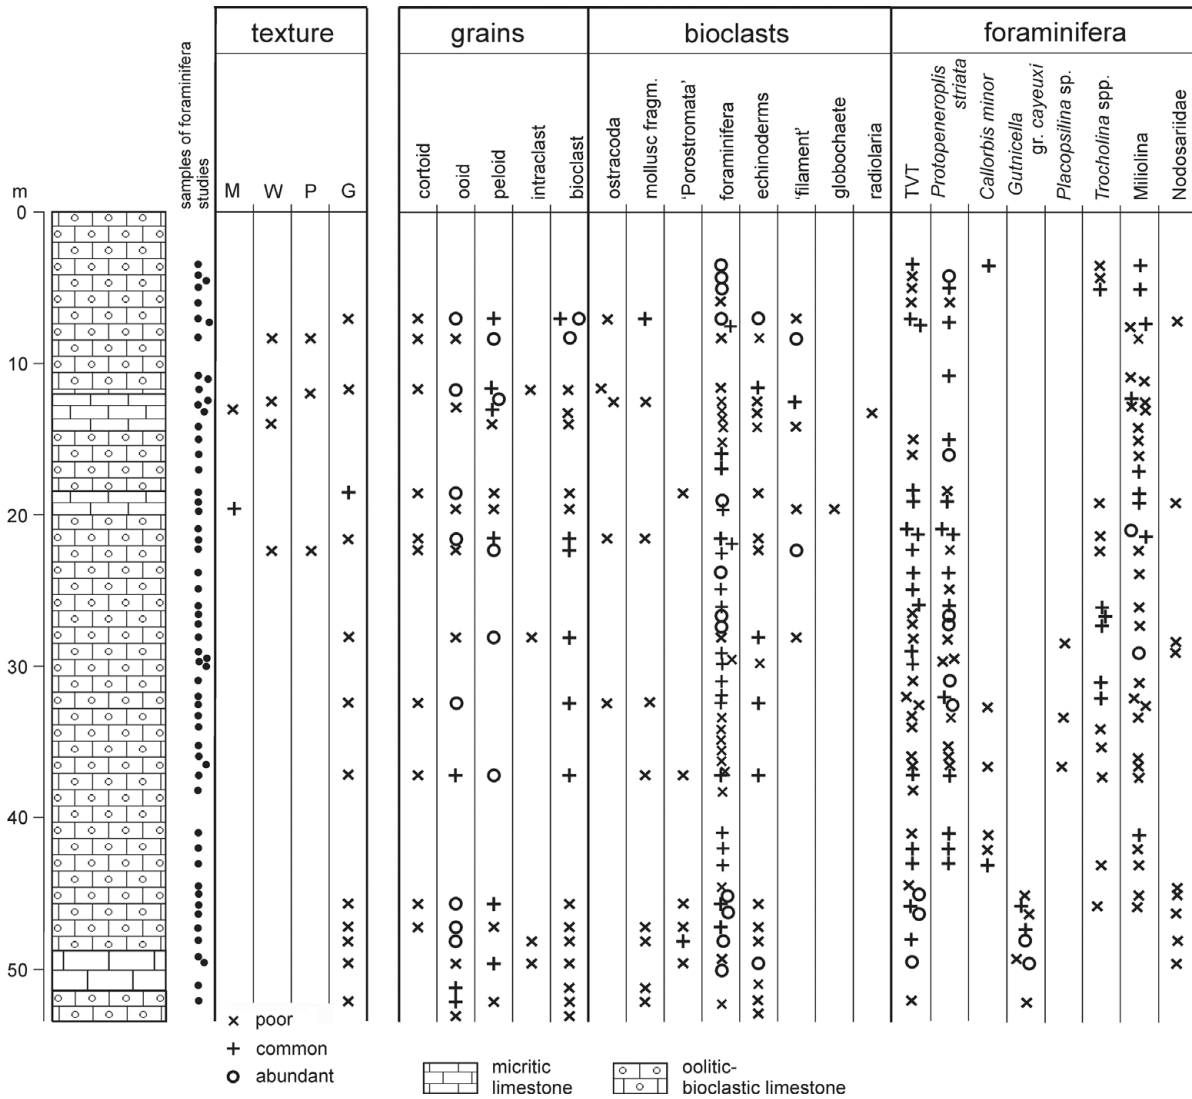 texture
grains
bioclasts
foraminifera
samples of foraminifera
studies
M
W
P
G
cortoid
ooid
peloid
intraclast
bioclast
ostracoda
mollusc fragm.
'Porostromata'
foraminifera
echinoderms
'filament'
globochaete
radiolaria
TVT
Protopeneroplis
striata
Callorbis minor
Gutnicella
gr. cayeuxi
Placopsilina sp.
Trocholina spp.
Miliolina
Nodosariidae
m
0
10
20
30
40
50
poor
common
abundant
micritic
limestone
oolitic-
bioclastic limestone